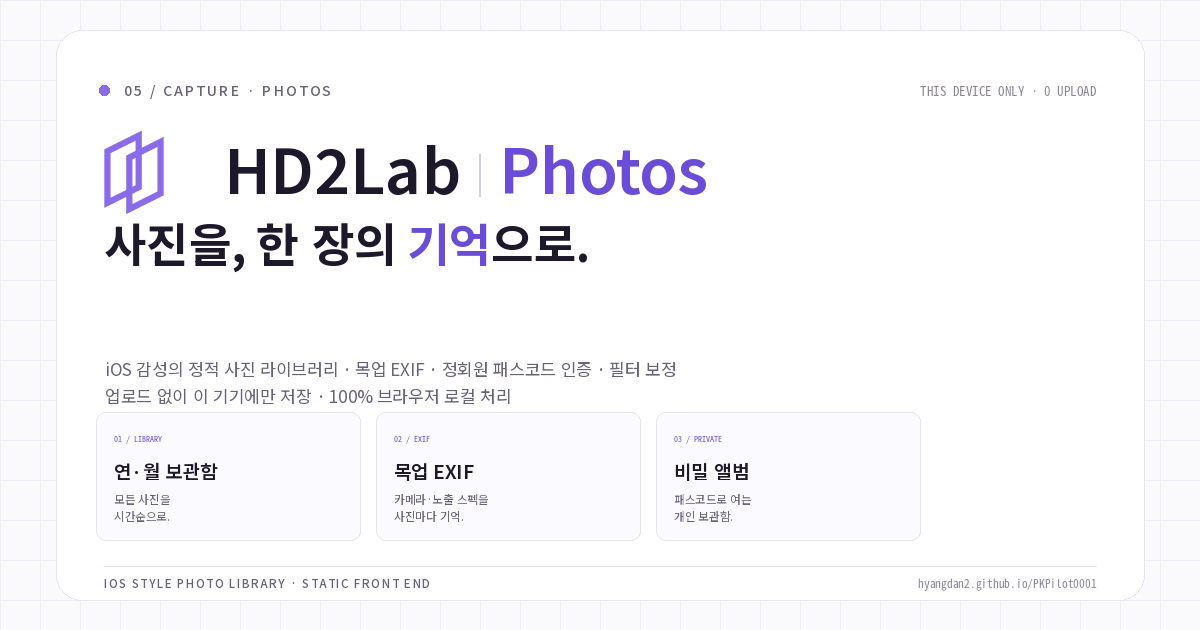 05 / CAPTURE · PHOTOS
THIS DEVICE ONLY · 0 UPLOAD
HD2Lab | Photos
사진을, 한 장의 기억으로.
iOS 감성의 정적 사진 라이브러리 · 목업 EXIF · 정회원 패스코드 인증 · 필터 보정
업로드 없이 이 기기에만 저장 · 100% 브라우저 로컬 처리
01 / LIBRARY
연·월 보관함
모든 사진을
시간순으로.
02 / EXIF
목업 EXIF
카메라·노출 스펙을
사진마다 기억.
03 / PRIVATE
비밀 앨범
패스코드로 여는
개인 보관함.
IOS STYLE PHOTO LIBRARY · STATIC FRONT END
hyangdan2.github.io/PKPilot0001